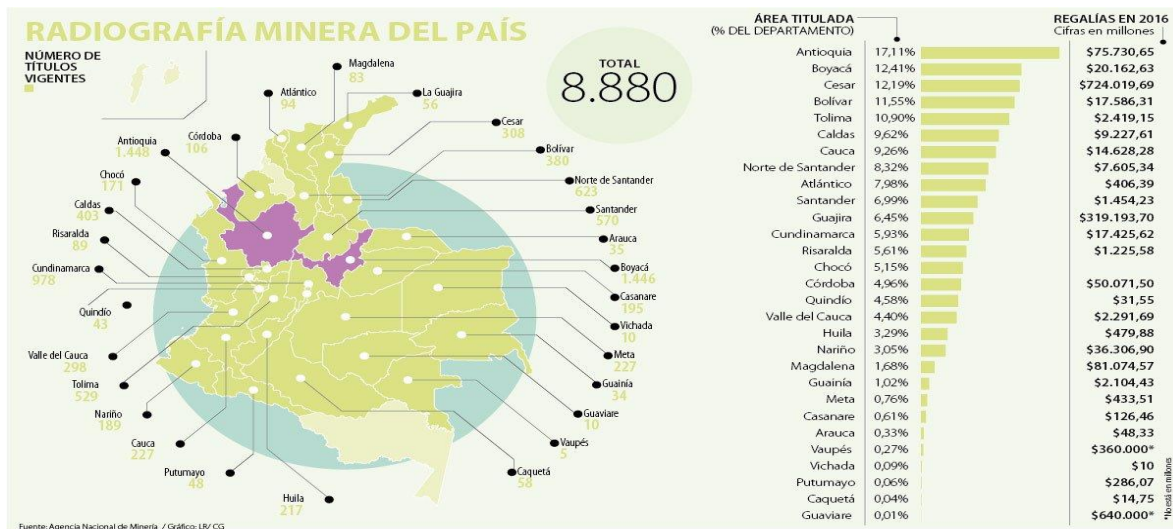 RADIOGRAFÍA MINERA DEL PAÍS
NÚMERO DE
TÍTULOS
VIGENTES
TOTAL
8.880
Magdalena
83
Atlántico
94
La Guajira
56
Córdoba
106
Cesar
308
Antioquia
1.448
Bolívar
380
Chocó
171
Norte de Santander
623
Caldas
403
Santander
570
Risaralda
89
Arauca
35
Cundinamarca
978
Boyacá
1.446
Casanare
195
Quindío
43
Vichada
10
Valle del Cauca
298
Meta
227
Tolima
529
Guainía
34
Nariño
189
Guaviare
10
Cauca
227
Vaupés
5
Putumayo
48
Caquetá
58
Huila
217
Fuente: Agencia Nacional de Minería / Gráfico: LR/ CG
ÁREA TITULADA
(% DEL DEPARTAMENTO)
REGALÍAS EN 2016
Cifras en millones
Antioquia 17,11% $75.730,65
Boyacá 12,41% $20.162,63
Cesar 12,19% $724.019,69
Bolívar 11,55% $17.586,31
Tolima 10,90% $2.419,15
Caldas 9,62% $9.227,61
Cauca 9,26% $14.628,28
Norte de Santander 8,32% $7.605,34
Atlántico 7,98% $406,39
Santander 6,99% $1.454,23
Guajira 6,45% $319.193,70
Cundinamarca 5,93% $17.425,62
Risaralda 5,61% $1.225,58
Chocó 5,15%
Córdoba 4,96% $50.071,50
Quindío 4,58% $31,55
Valle del Cauca 4,40% $2.291,69
Huila 3,29% $479,88
Nariño 3,05% $36.306,90
Magdalena 1,68% $81.074,57
Guainía 1,02% $2.104,43
Meta 0,76% $433,51
Casanare 0,61% $126,46
Arauca 0,33% $48,33
Vaupés 0,27% $360.000*
Vichada 0,09% $10
Putumayo 0,06% $286,07
Caquetá 0,04% $14,75
Guaviare 0,01% $640.000*
*No está en millones